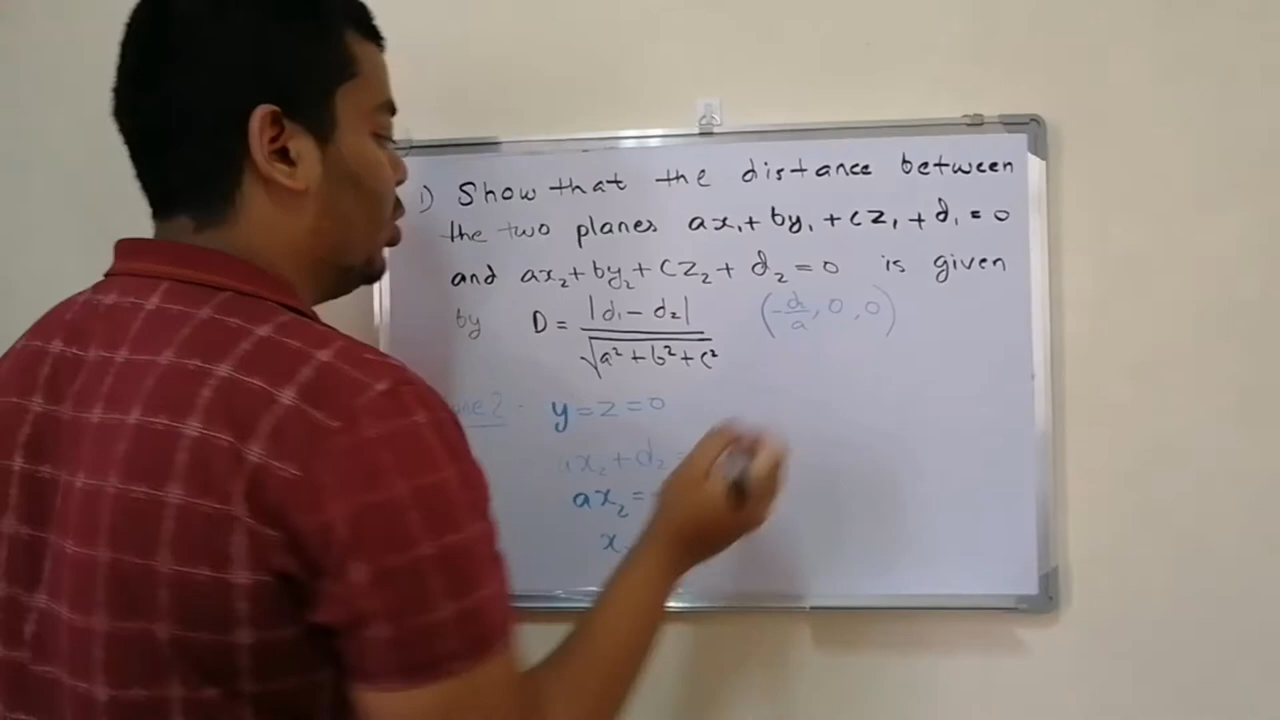 1) Show that the distance between
the two planes ax₁ + by₁ + cz₁ + d₁ = 0
and ax₂ + by₂ + cz₂ + d₂ = 0 is given
by D = |d₁ - d₂| / √a² + b² + c² (-d₂/a, 0, 0)
y = z = 0
ax₂ + d₂
ax₂ =
x